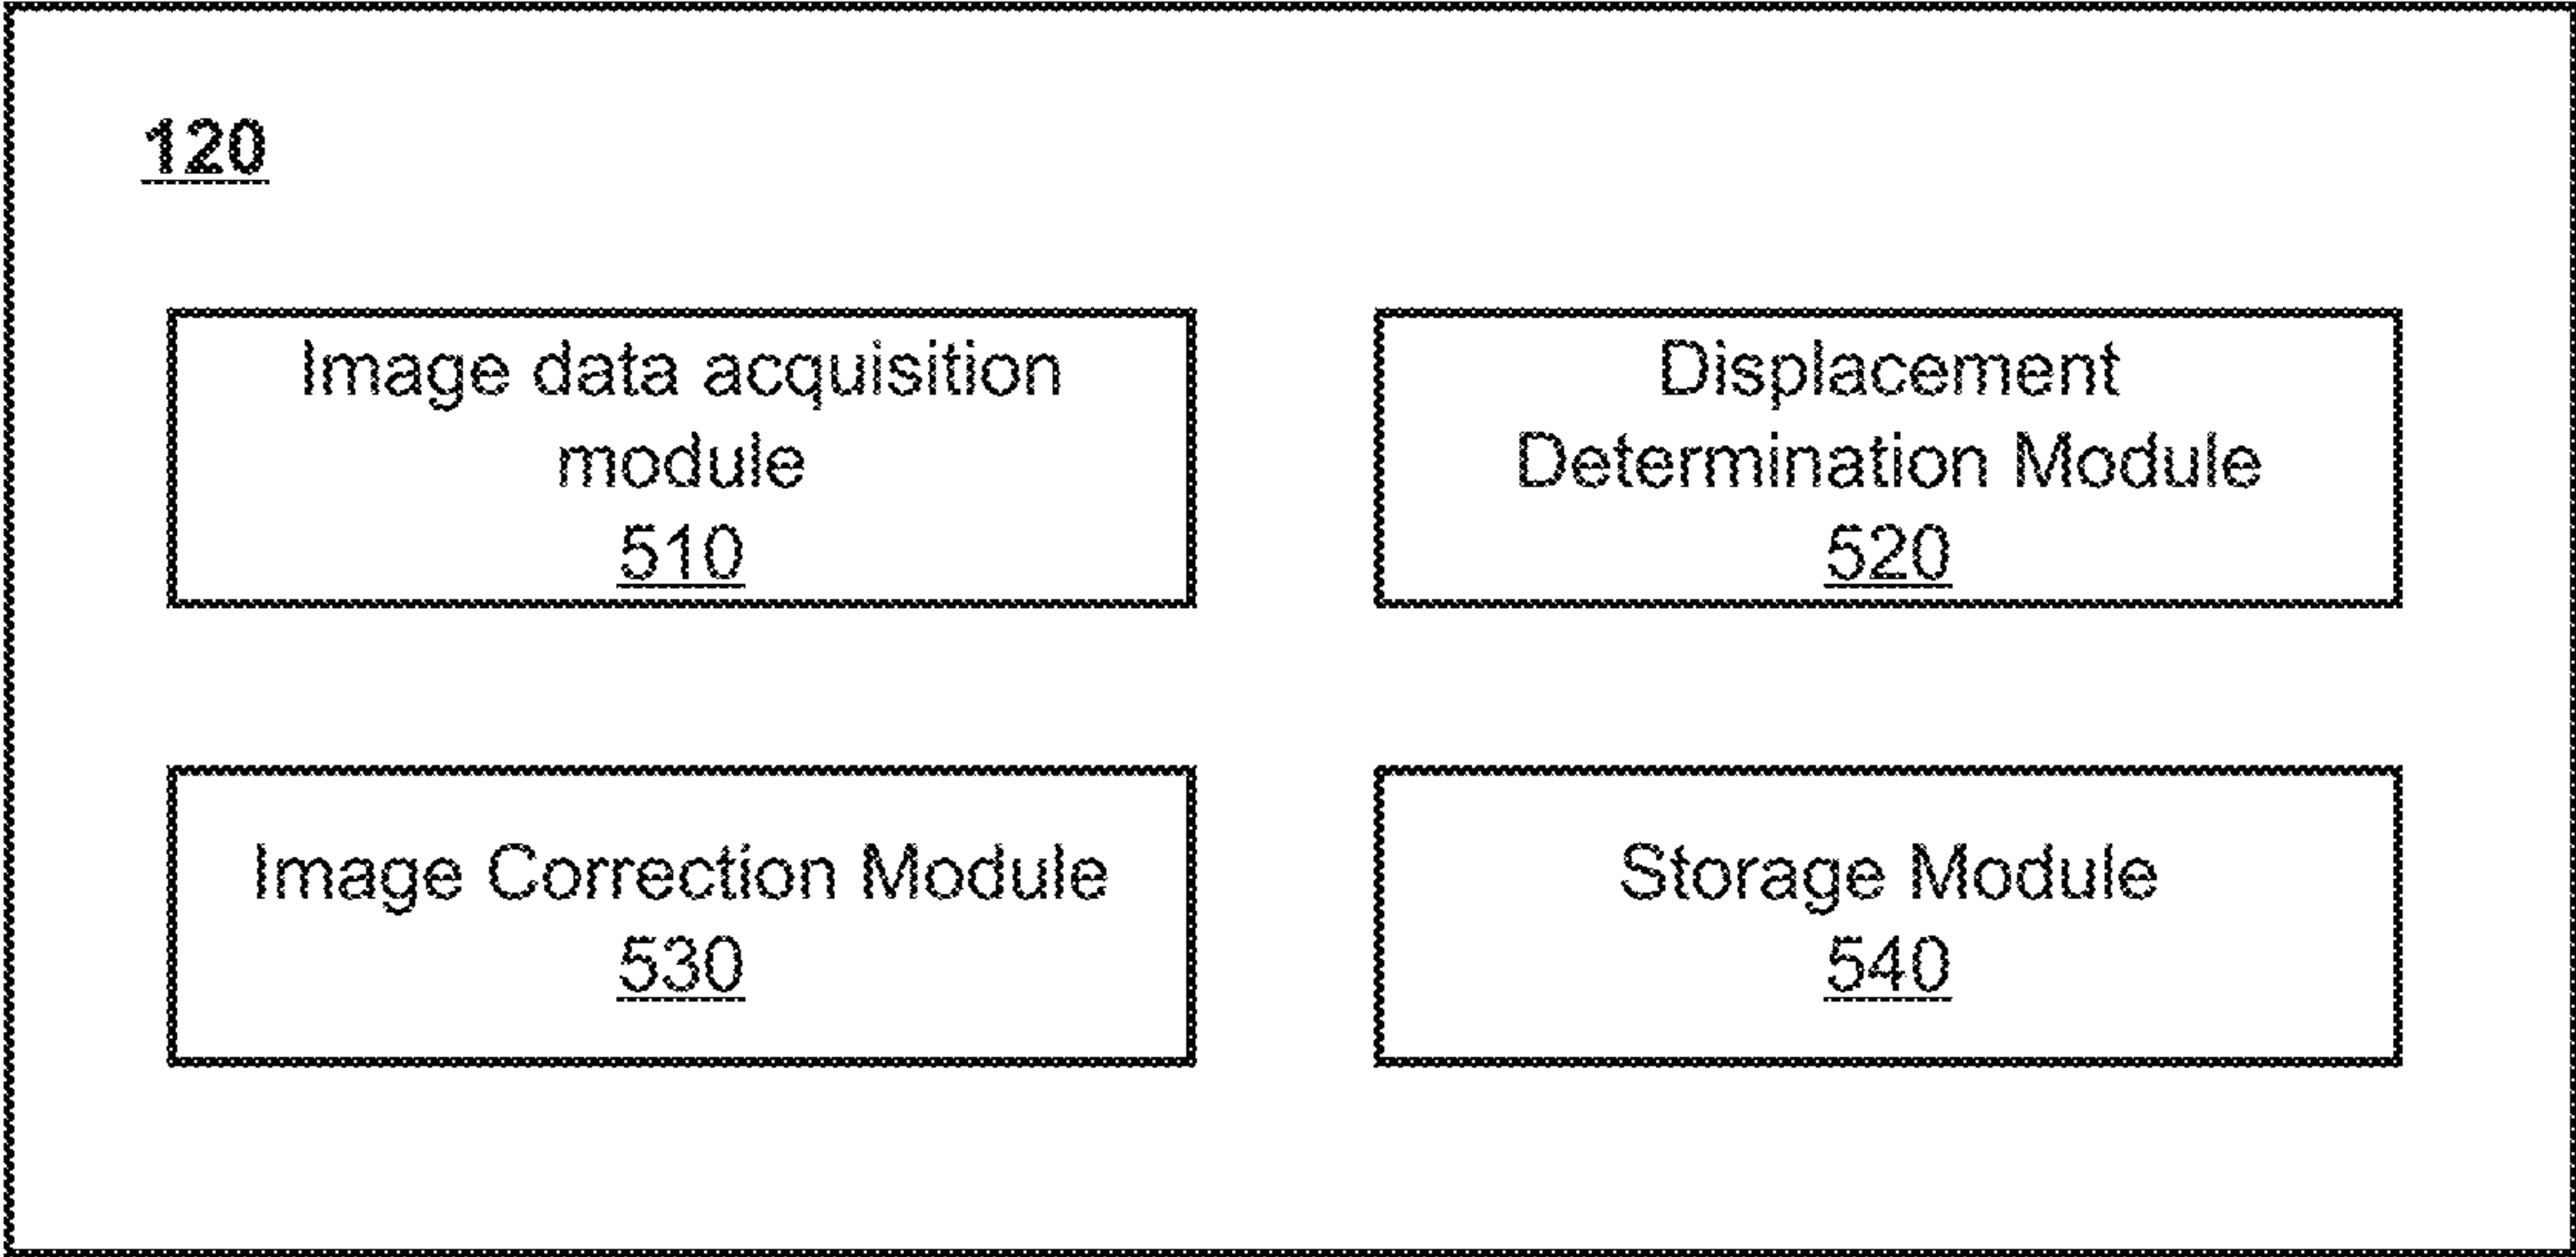 120
Image data acquisition
module
510
Displacement
Determination Module
520
Image Correction Module
530
Storage Module
540